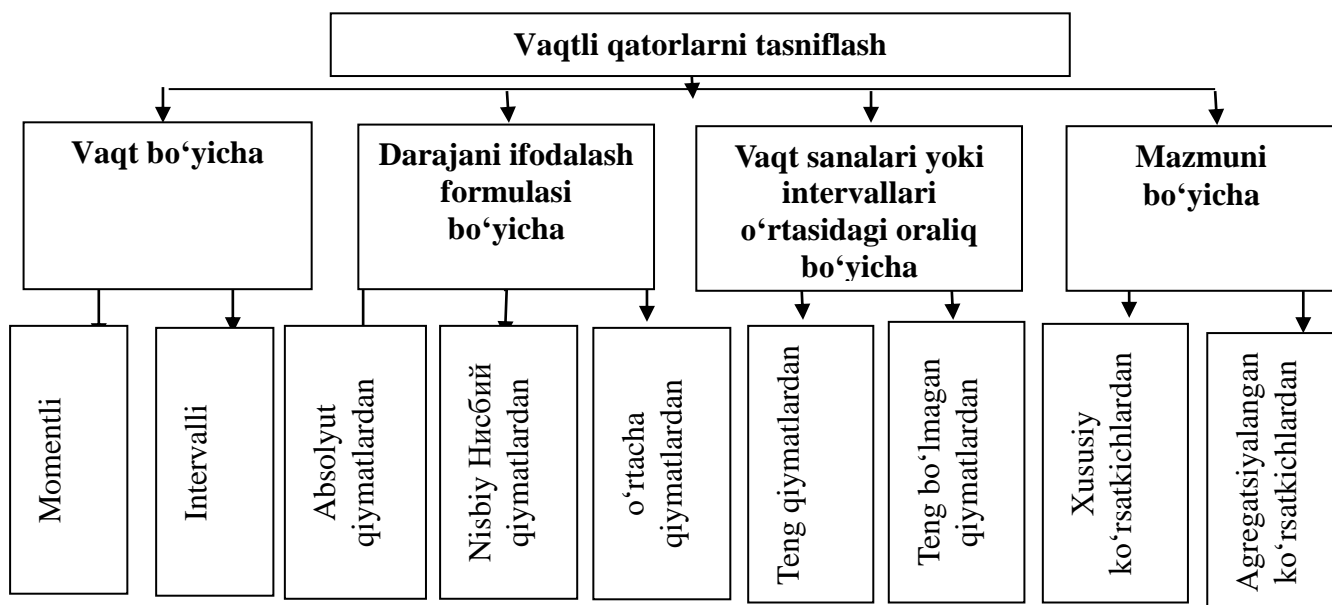 Vaqtli qatorlarni tasniflash
Vaqt bo‘yicha
Darajani ifodalash
formulasi
bo‘yicha
Vaqt sanalari yoki
intervallari
o‘rtasidagi oraliq
bo‘yicha
Mazmuni
bo‘yicha
Momentli
Intervalli
Absolyut
qiymatlardan
Nisbiy Нисбий
qiymatlardan
o‘rtacha
qiymatlardan
Teng qiymatlardan
Teng bo‘lmagan
qiymatlardan
Xususiy
ko‘rsatkichlardan
Agregatsiyalangan
ko‘rsatkichlardan